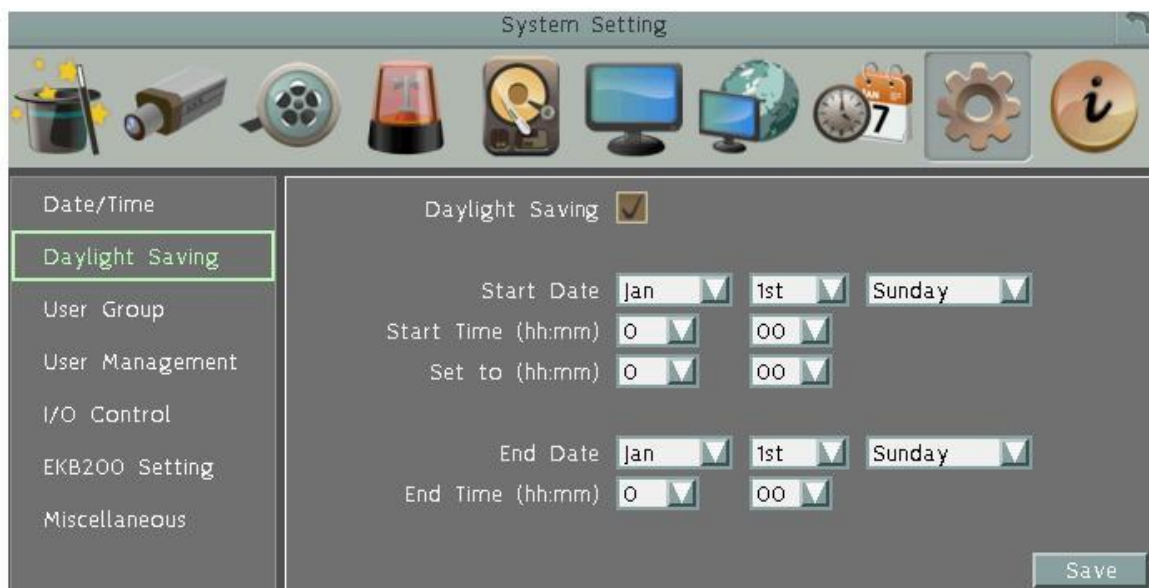 System Setting
JAN
7
i
Date/Time
Daylight Saving
User Group
User Management
I/O Control
EKB200 Setting
Miscellaneous
Daylight Saving
Start Date Jan 1st Sunday
Start Time (hh:mm) 0 00
Set to (hh:mm) 0 00
End Date Jan 1st Sunday
End Time (hh:mm) 0 00
Save